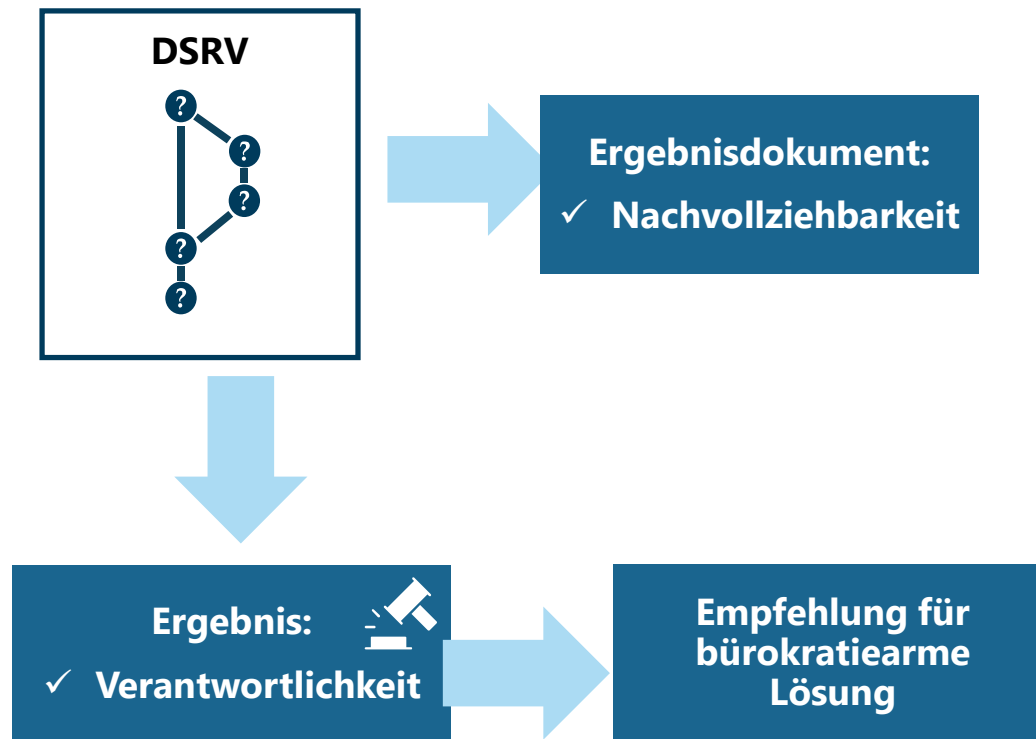 DSRV
?
?
?
?
?
Ergebnisdokument:
✓ Nachvollziehbarkeit
Ergebnis:
✓ Verantwortlichkeit
Empfehlung für
bürokratiearme
Lösung